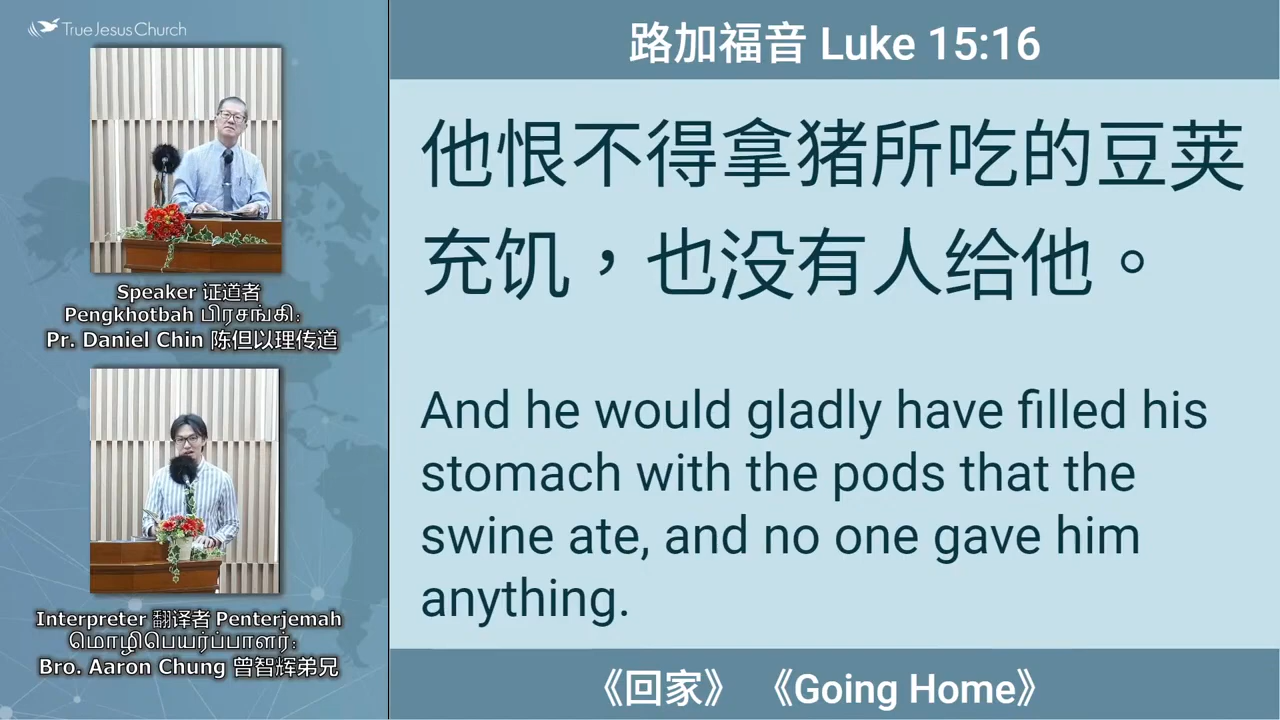 True Jesus Church
Speaker 证道者
Pengkhotbah பிரசங்கி:
Pr. Daniel Chin 陈但以理传道
Interpreter 翻译者 Penterjemah
மொழிபெயர்ப்பாளர்:
Bro. Aaron Chung 曾智辉弟兄
路加福音 Luke 15:16
他恨不得拿猪所吃的豆荚
充饥，也没有人给他。
And he would gladly have filled his
stomach with the pods that the
swine ate, and no one gave him
anything.
《回家》 《Going Home》